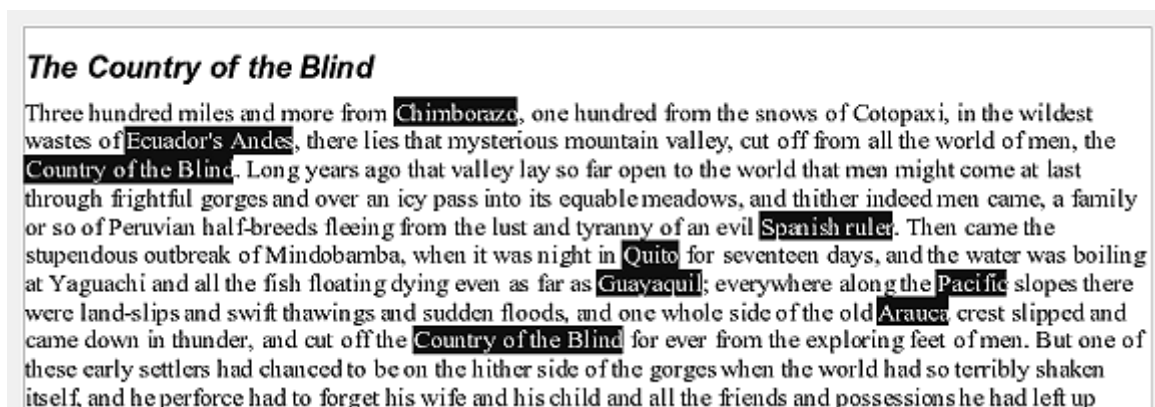 The Country of the Blind
Three hundred miles and more from Chimborazo, one hundred from the snows of Cotopaxi, in the wildest
wastes of Ecuador's Andes, there lies that mysterious mountain valley, cut off from all the world of men, the
Country of the Blind. Long years ago that valley lay so far open to the world that men might come at last
through frightful gorges and over an icy pass into its equable meadows, and thither indeed men came, a family
or so of Peruvian half-breeds fleeing from the lust and tyranny of an evil Spanish ruler. Then came the
stupendous outbreak of Mindobamba, when it was night in Quito for seventeen days, and the water was boiling
at Yaguachi and all the fish floating dying even as far as Guayaquil; everywhere along the Pacific slopes there
were land-slips and swift thawings and sudden floods, and one whole side of the old Arauca crest slipped and
came down in thunder, and cut off the Country of the Blind for ever from the exploring feet of men. But one of
these early settlers had chanced to be on the hither side of the gorges when the world had so terribly shaken
itself, and he perforce had to forget his wife and his child and all the friends and possessions he had left up